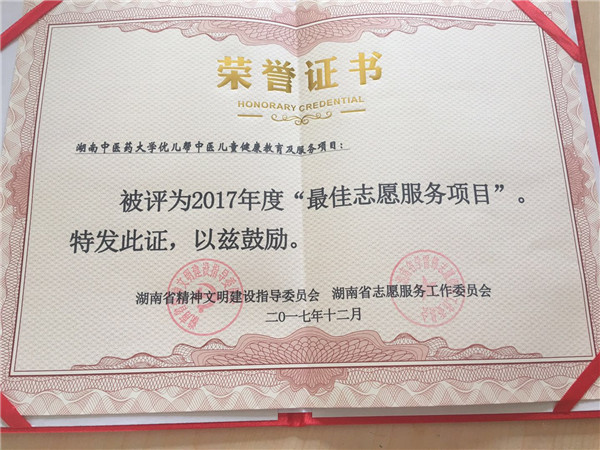 荣誉证书
HONORARY CREDENTIAL
湖南中医药大学优儿帮中医儿童健康教育及服务项目：
被评为2017年度“最佳志愿服务项目”。
特发此证，以兹鼓励。
湖南省精神文明建设指导委员会 湖南省志愿服务工作委员会
二〇一七年十二月